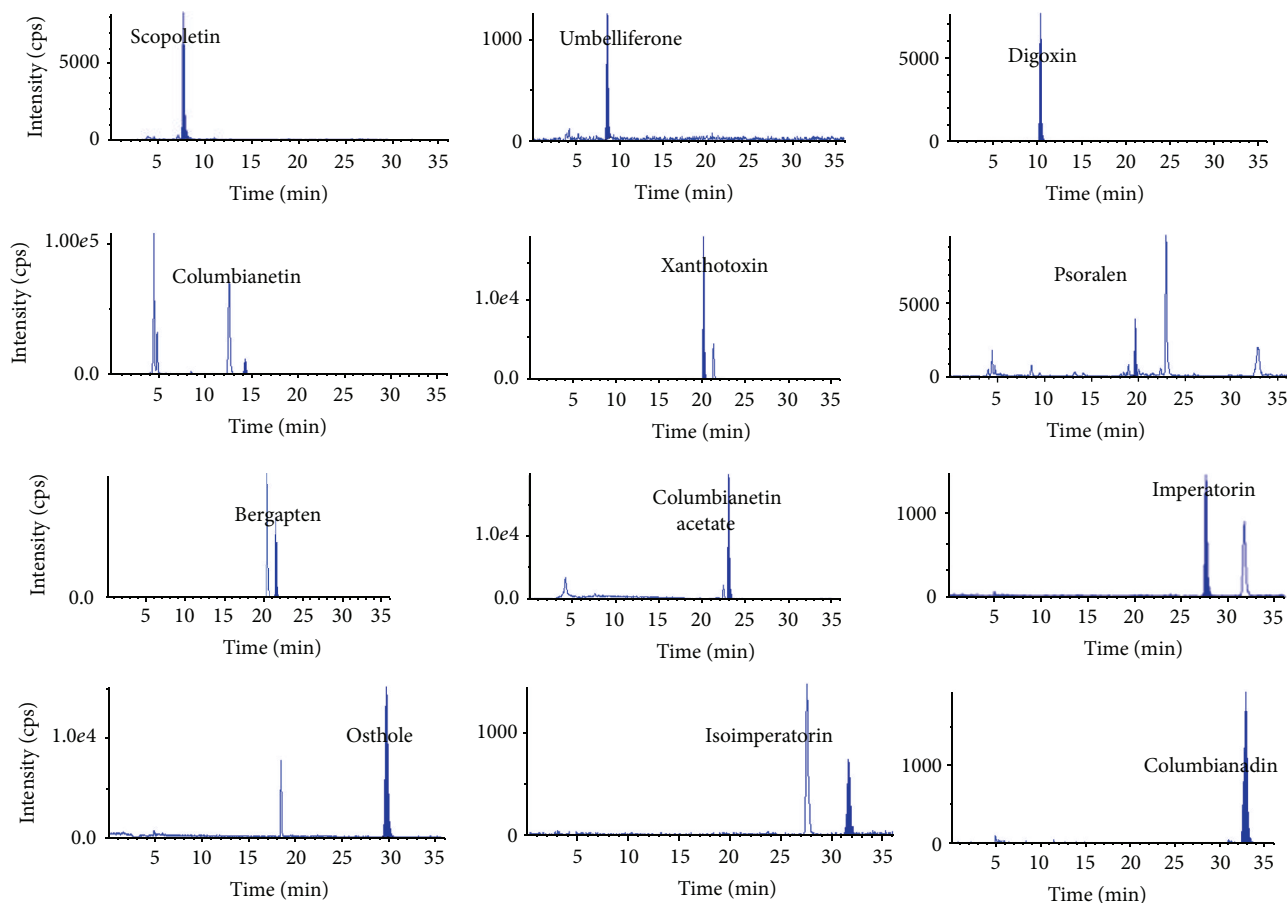 Intensity (cps)
5000
0
Scopoletin
5 10 15 20 25 30 35
Time (min)
1000
0
Umbelliferone
5 10 15 20 25 30 35
Time (min)
5000
0
Digoxin
5 10 15 20 25 30 35
Time (min)
Intensity (cps)
1.00e5
0.0
Columbianetin
5 10 15 20 25 30 35
Time (min)
1.0e4
0.0
Xanthotoxin
5 10 15 20 25 30 35
Time (min)
5000
0
Psoralen
5 10 15 20 25 30 35
Time (min)
Intensity (cps)
0.0
Bergapten
5 10 15 20 25 30 35
Time (min)
1.0e4
0.0
Columbianetin
acetate
5 10 15 20 25 30 35
Time (min)
1000
0
Imperatorin
5 10 15 20 25 30 35
Time (min)
Intensity (cps)
1.0e4
0.0
Osthole
5 10 15 20 25 30 35
Time (min)
1000
0
Isoimperatorin
5 10 15 20 25 30 35
Time (min)
1000
0
Columbianadin
5 10 15 20 25 30 35
Time (min)